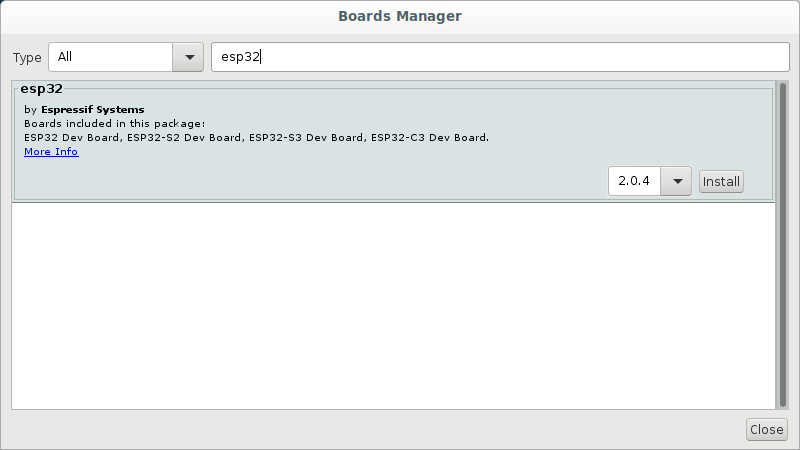 Boards Manager
Type All esp32
esp32
by Espressif Systems
Boards included in this package:
ESP32 Dev Board, ESP32-S2 Dev Board, ESP32-S3 Dev Board, ESP32-C3 Dev Board.
More Info
2.0.4 Install
Close